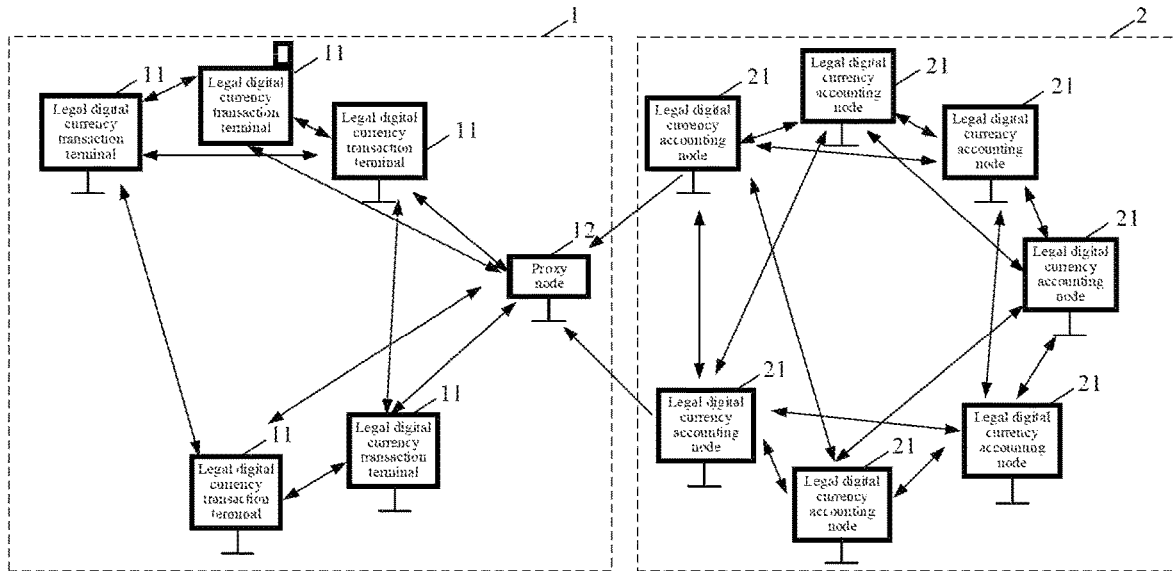 1
2
11
Legal digital
currency
transaction
terminal
11
Legal digital
currency
transaction
terminal
11
Legal digital
currency
transaction
terminal
12
Proxy
node
11
Legal digital
currency
transaction
terminal
11
Legal digital
currency
transaction
terminal
21
Legal digital
currency
accounting
node
21
Legal digital
currency
accounting
node
21
Legal digital
currency
accounting
node
21
Legal digital
currency
accounting
node
21
Legal digital
currency
accounting
node
21
Legal digital
currency
accounting
node
21
Legal digital
currency
accounting
node